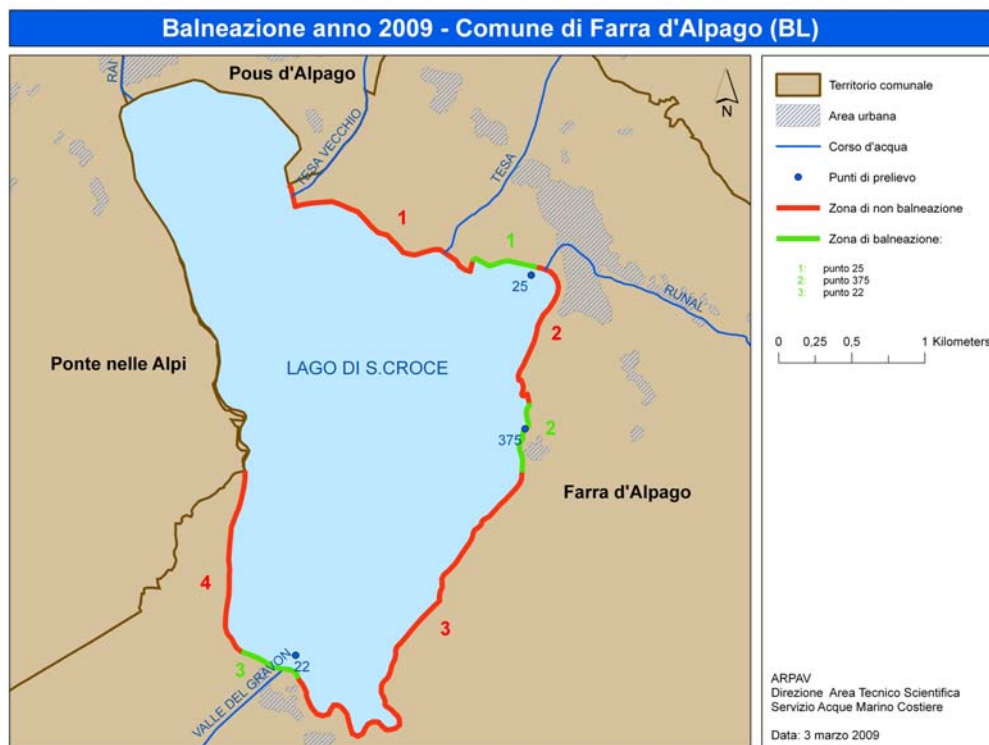 Balneazione anno 2009 - Comune di Farra d'Alpago (BL)
RAI
Pous d'Alpago
TESA VECCHIO
TESA
N
1
1
25
RUNAL
2
Ponte nelle Alpi
LAGO DI S.CROCE
375
2
Farra d'Alpago
4
3
3
22
VALLE DEL GRAVON
Territorio comunale
Area urbana
Corso d'acqua
Punti di prelievo
Zona di non balneazione
Zona di balneazione:
1: punto 25
2: punto 375
3: punto 22
0 0,25 0,5 1 Kilometers
ARPAV
Direzione Area Tecnico Scientifica
Servizio Acque Marino Costiere
Data: 3 marzo 2009